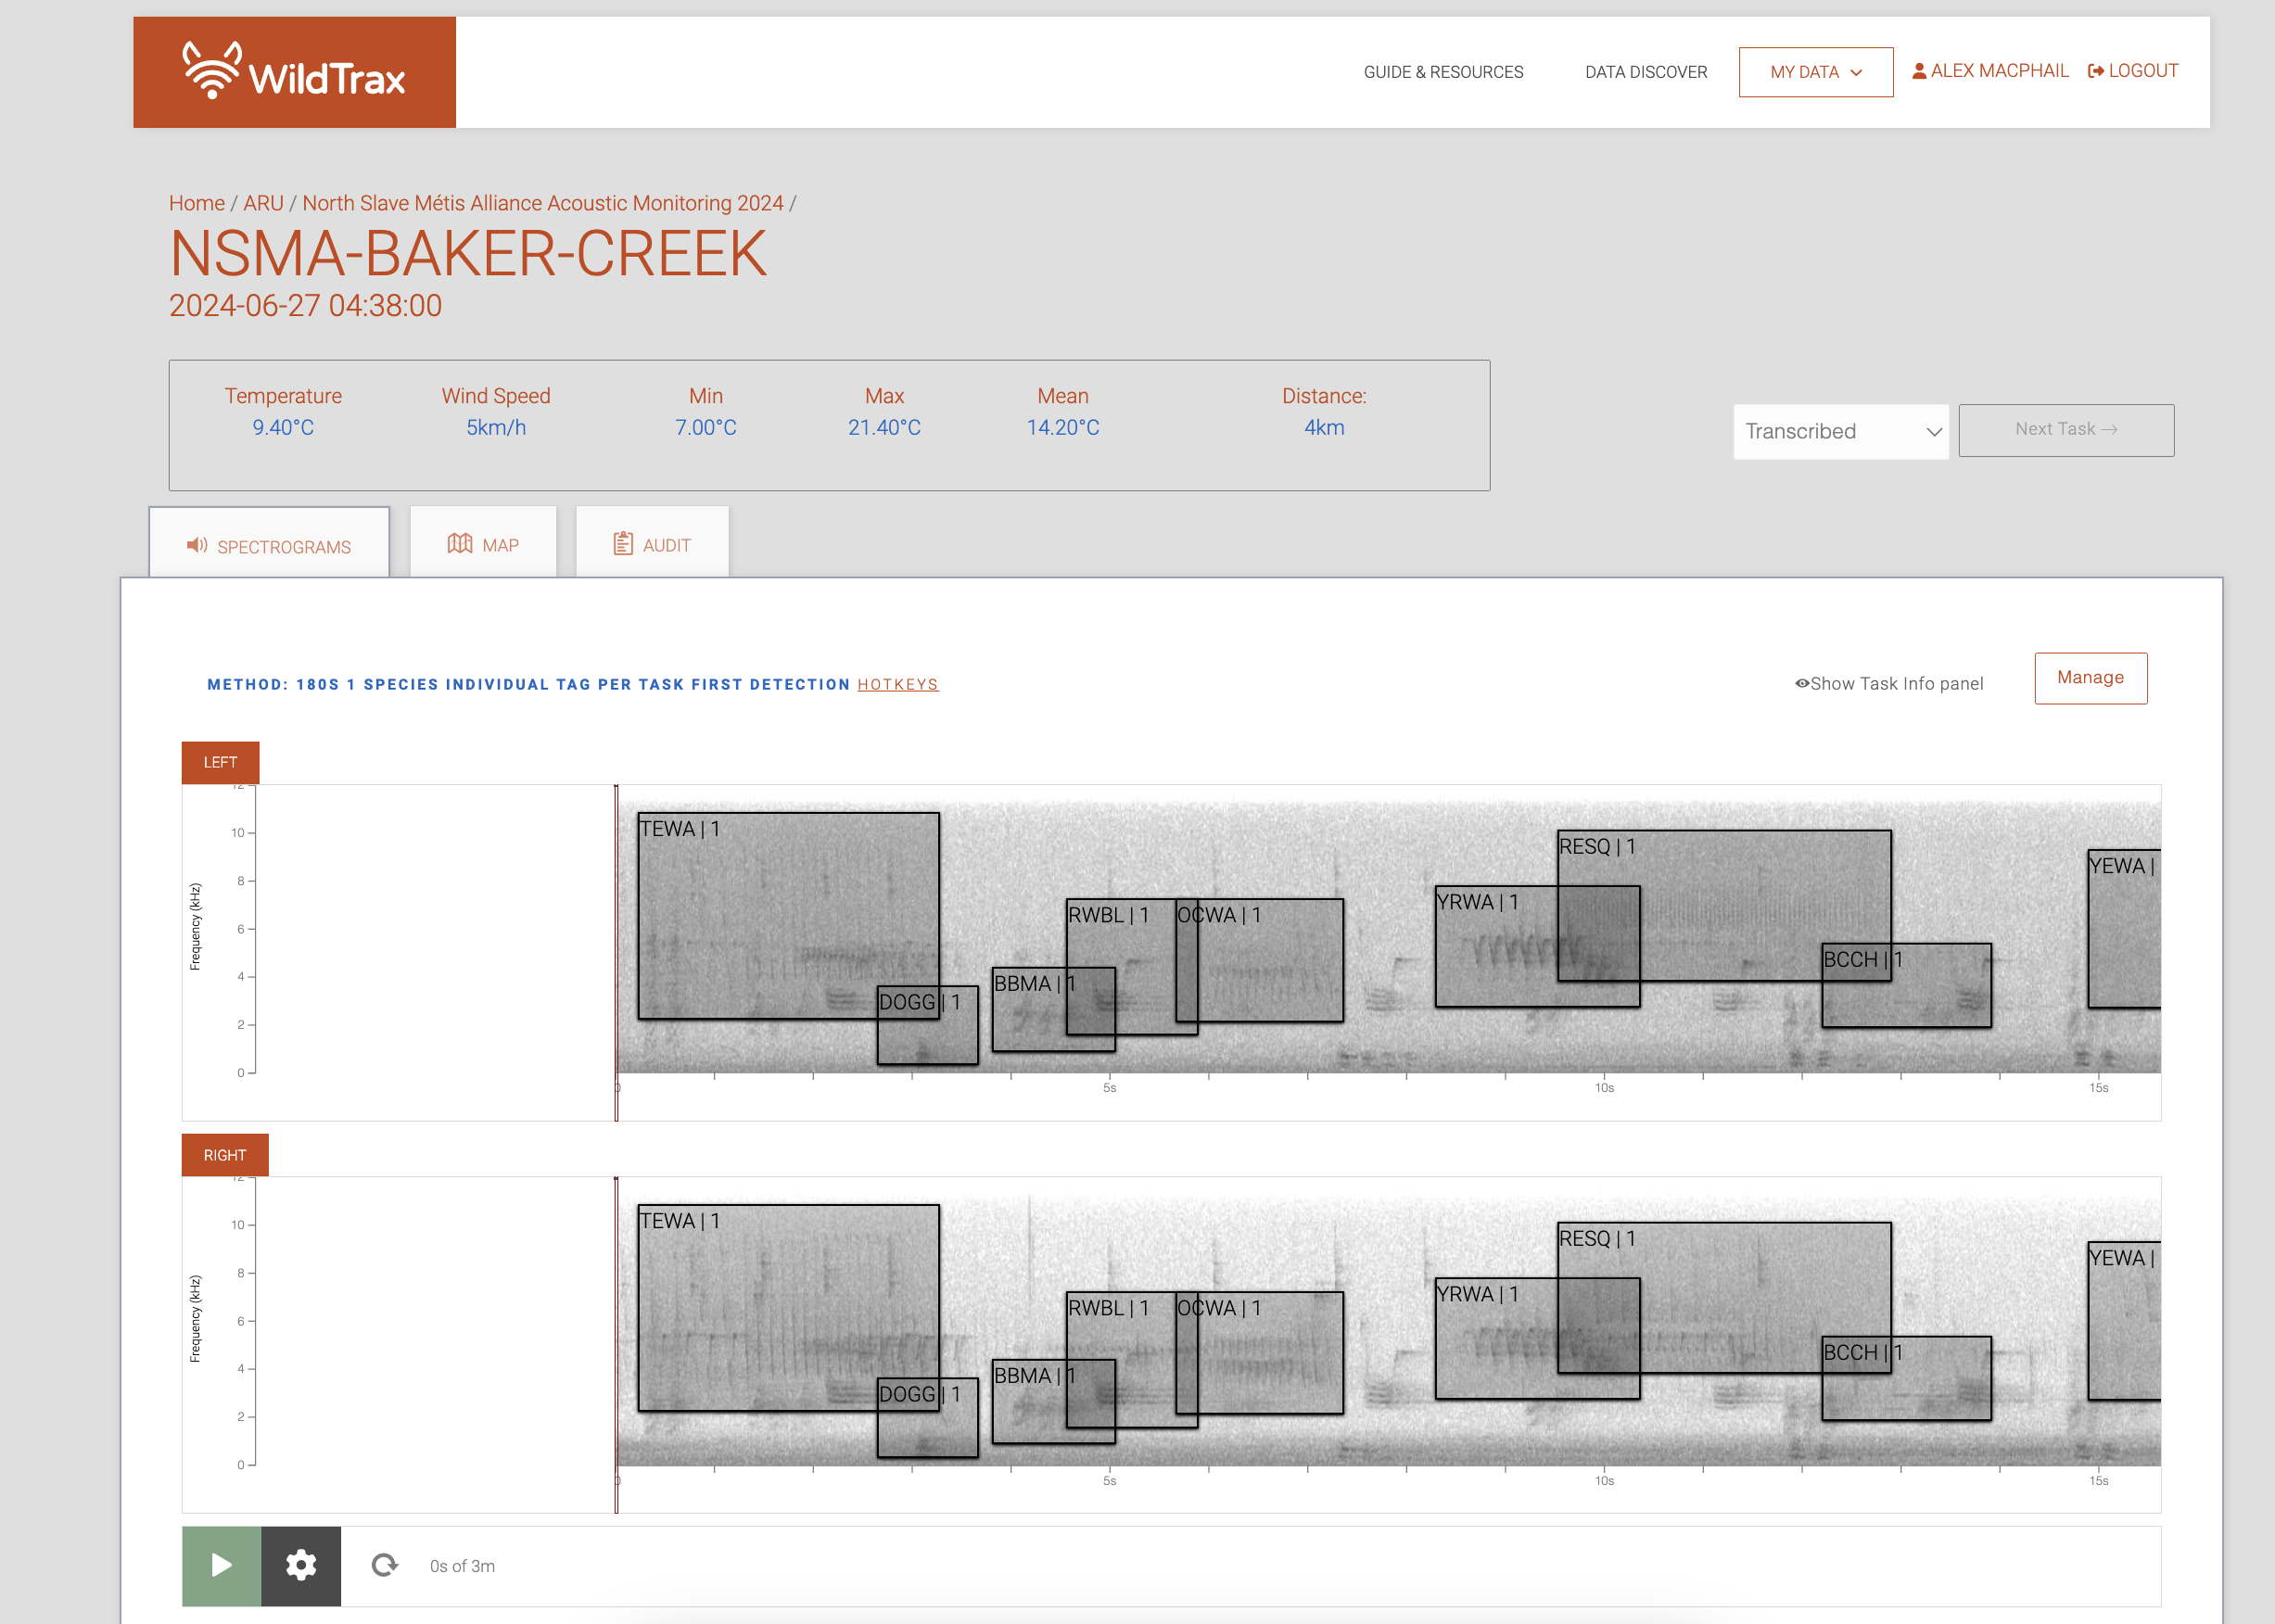 WildTrax
GUIDE & RESOURCES DATA DISCOVER MY DATA ALEX MACPHAIL LOGOUT
Home / ARU / North Slave Métis Alliance Acoustic Monitoring 2024 /
NSMA-BAKER-CREEK
2024-06-27 04:38:00
Temperature Wind Speed Min Max Mean Distance:
9.40°C 5km/h 7.00°C 21.40°C 14.20°C 4km
Transcribed Next Task →
SPECTROGRAMS MAP AUDIT
METHOD: 180S 1 SPECIES INDIVIDUAL TAG PER TASK FIRST DETECTION HOTKEYS
Show Task Info panel Manage
LEFT
Frequency (kHz)
12
10
8
6
4
2
0
TEWA | 1
DOGG | 1
BBMA | 1
RWBL | 1
OCWA | 1
YRWA | 1
RESQ | 1
BCCH | 1
YEWA |
0 5s 10s 15s
RIGHT
Frequency (kHz)
12
10
8
6
4
2
0
TEWA | 1
DOGG | 1
BBMA | 1
RWBL | 1
OCWA | 1
YRWA | 1
RESQ | 1
BCCH | 1
YEWA |
0 5s 10s 15s
0s of 3m